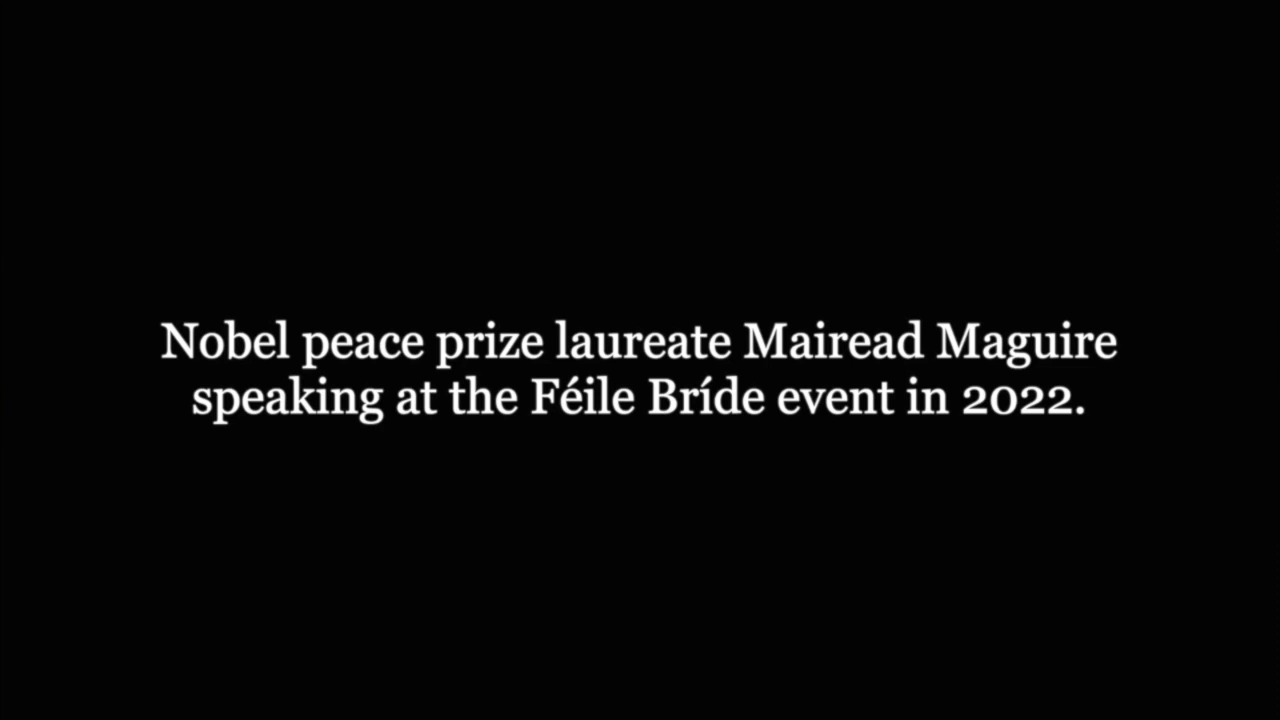 Nobel peace prize laureate Mairead Maguire
speaking at the Féile Bríde event in 2022.